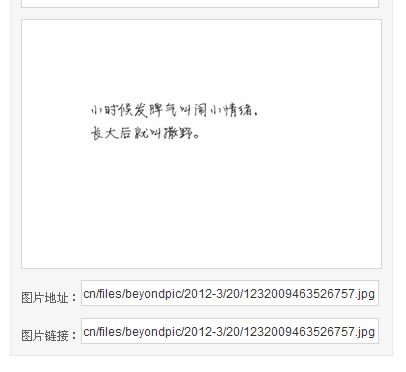 小时候发脾气叫闹小情绪，
长大后就叫撒野。
图片地址：cn/files/beyondpic/2012-3/20/1232009463526757.jpg
图片链接：cn/files/beyondpic/2012-3/20/1232009463526757.jpg